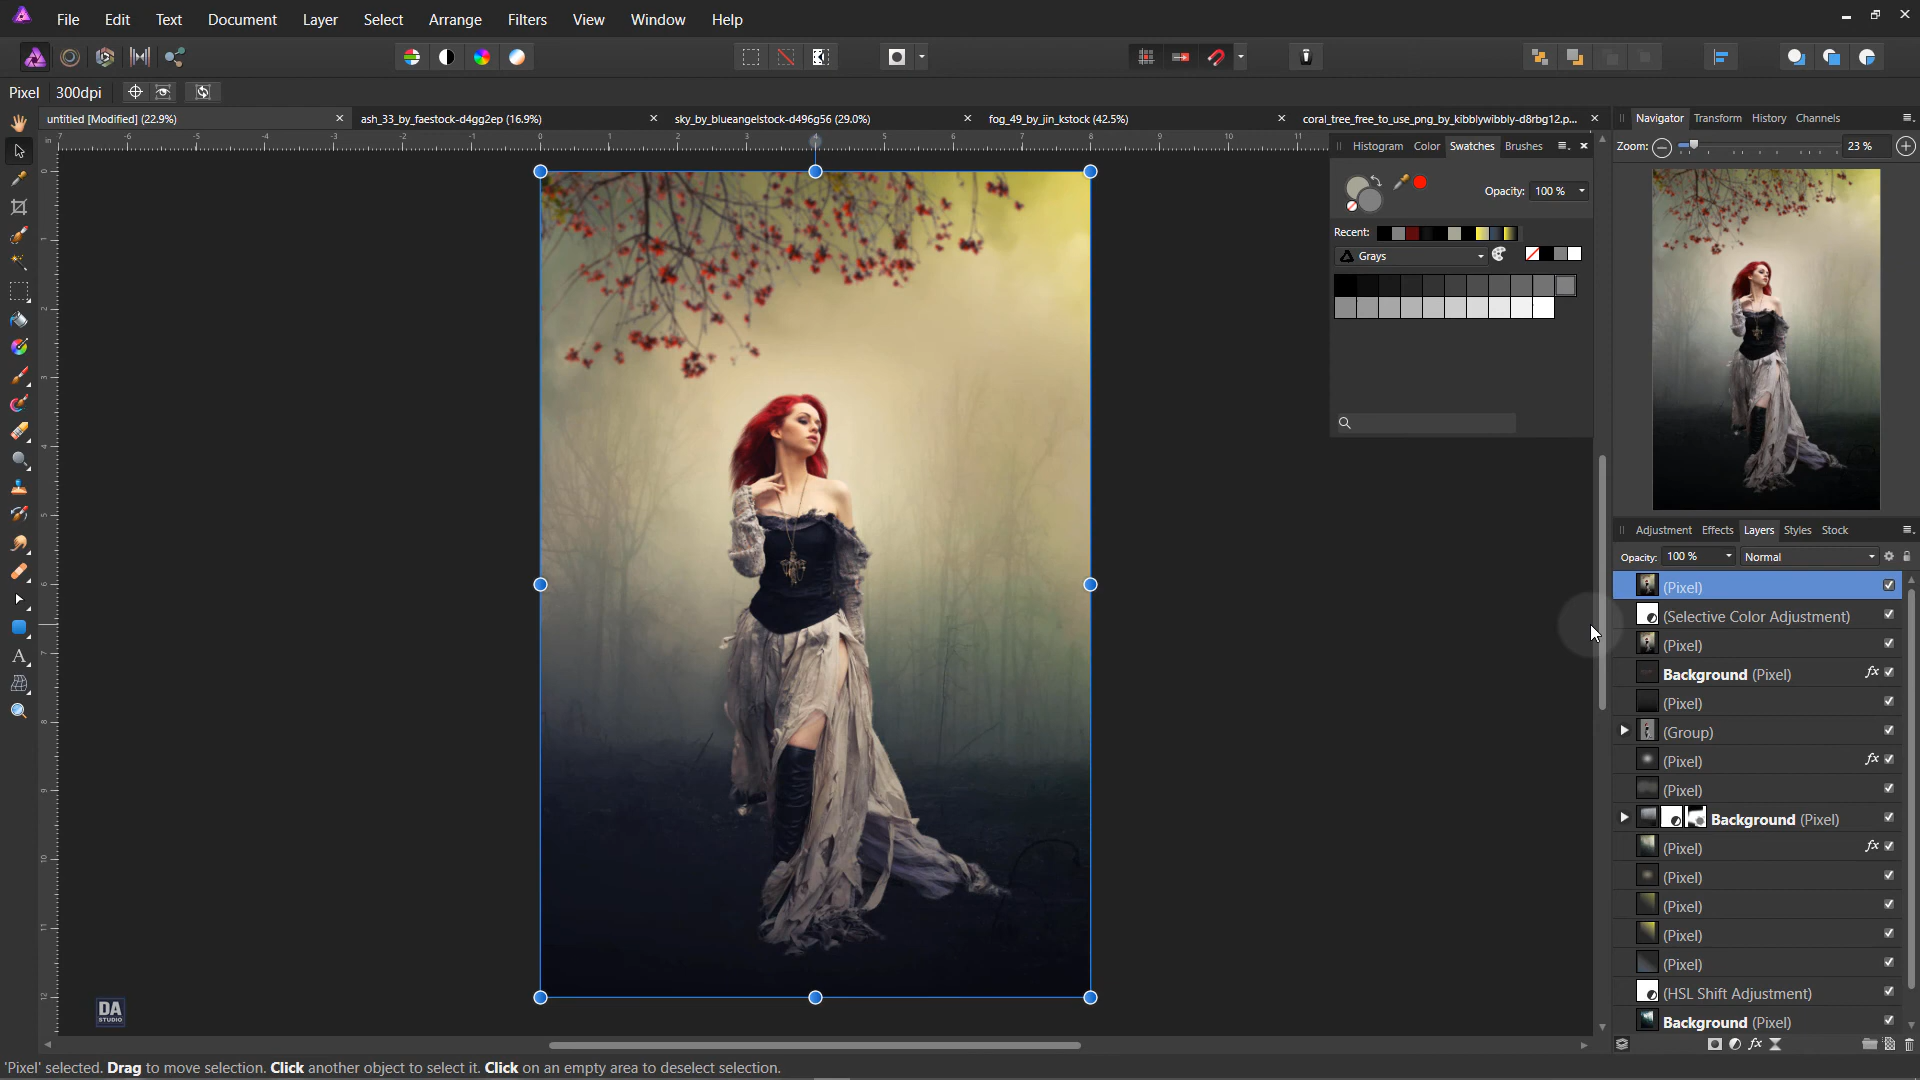 File Edit Text Document Layer Select Arrange Filters View Window Help
Pixel 300dpi
untitled [Modified] (22.9%) ash_33_by_faestock-d4gg2ep (16.9%) sky_by_blueangelstock-d496g56 (29.0%) fog_49_by_jin_kstock (42.5%) coral_tree_free_to_use_png_by_kibblywibbly-d8rbg12.p...
Navigator Transform History Channels
Zoom: 23 %
Histogram Color Swatches Brushes
Opacity: 100 %
Recent:
Grays
Adjustment Effects Layers Styles Stock
Opacity: 100 % Normal
(Pixel)
(Selective Color Adjustment)
(Pixel)
Background (Pixel)
(Pixel)
(Group)
(Pixel)
(Pixel)
Background (Pixel)
(Pixel)
(Pixel)
(Pixel)
(Pixel)
(Pixel)
(HSL Shift Adjustment)
Background (Pixel)
DA
STUDIO
'Pixel' selected. Drag to move selection. Click another object to select it. Click on an empty area to deselect selection.